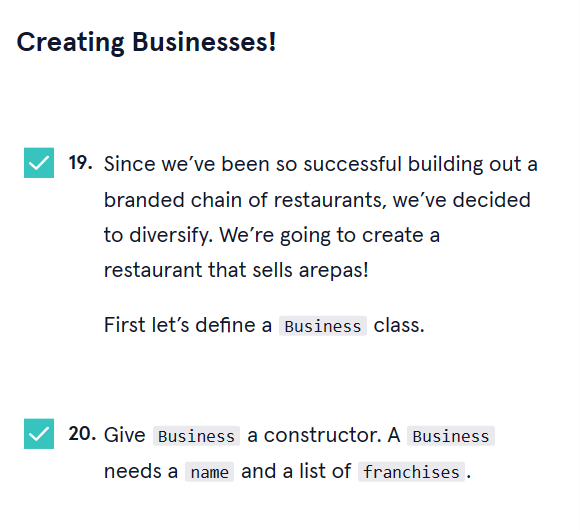 Creating Businesses!
19. Since we’ve been so successful building out a
branded chain of restaurants, we’ve decided
to diversify. We’re going to create a
restaurant that sells arepas!
First let’s define a Business class.
20. Give Business a constructor. A Business
needs a name and a list of franchises.